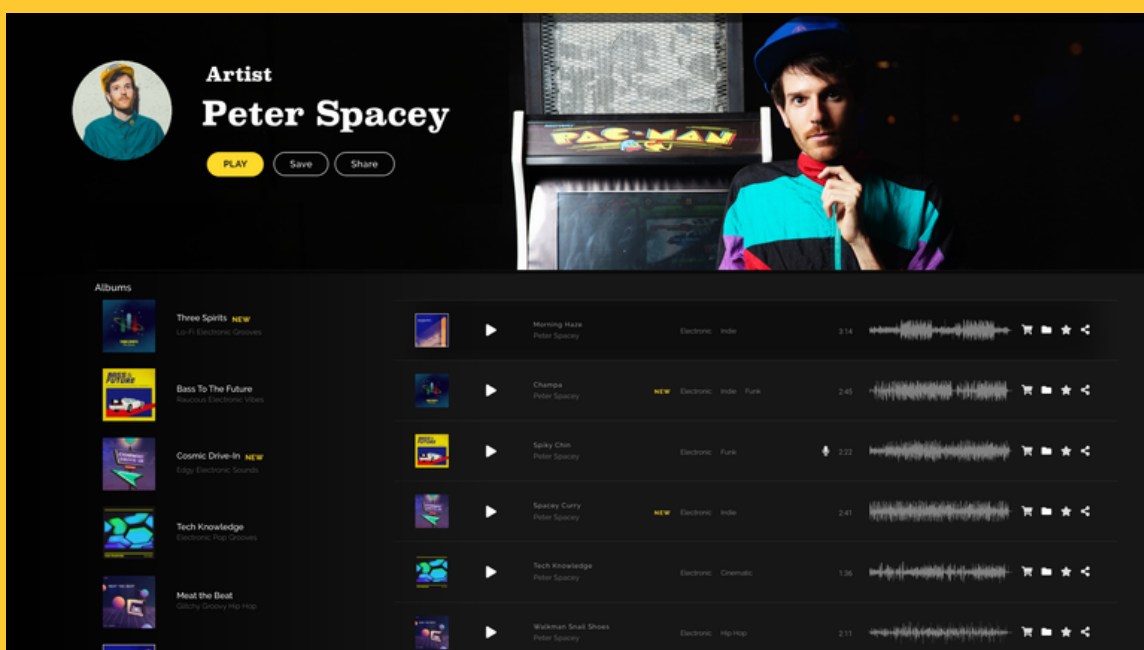 Artist
Peter Spacey
PLAY Save Share
PAC-MAN
Albums
Three Spirits NEW
Lo-Fi Electronic Grooves
Bass To The Future
Raucous Electronic Vibes
Cosmic Drive-In NEW
Edgy Electronic Sounds
Tech Knowledge
Electronic Pop Grooves
Meat the Beat
Glitchy Groovy Hip Hop
Morning Haze
Peter Spacey
Electronic Indie 3:14
Champa
Peter Spacey
NEW Electronic Indie Funk 2:45
BASS To
FUTURE
Spiky Chin
Peter Spacey
Electronic Funk 2:22
Spacey Curry
Peter Spacey
NEW Electronic Indie 2:41
Tech Knowledge
Peter Spacey
Electronic Cinematic 1:36
Walkman Snail Shoes
Peter Spacey
Electronic Hip Hop 2:11